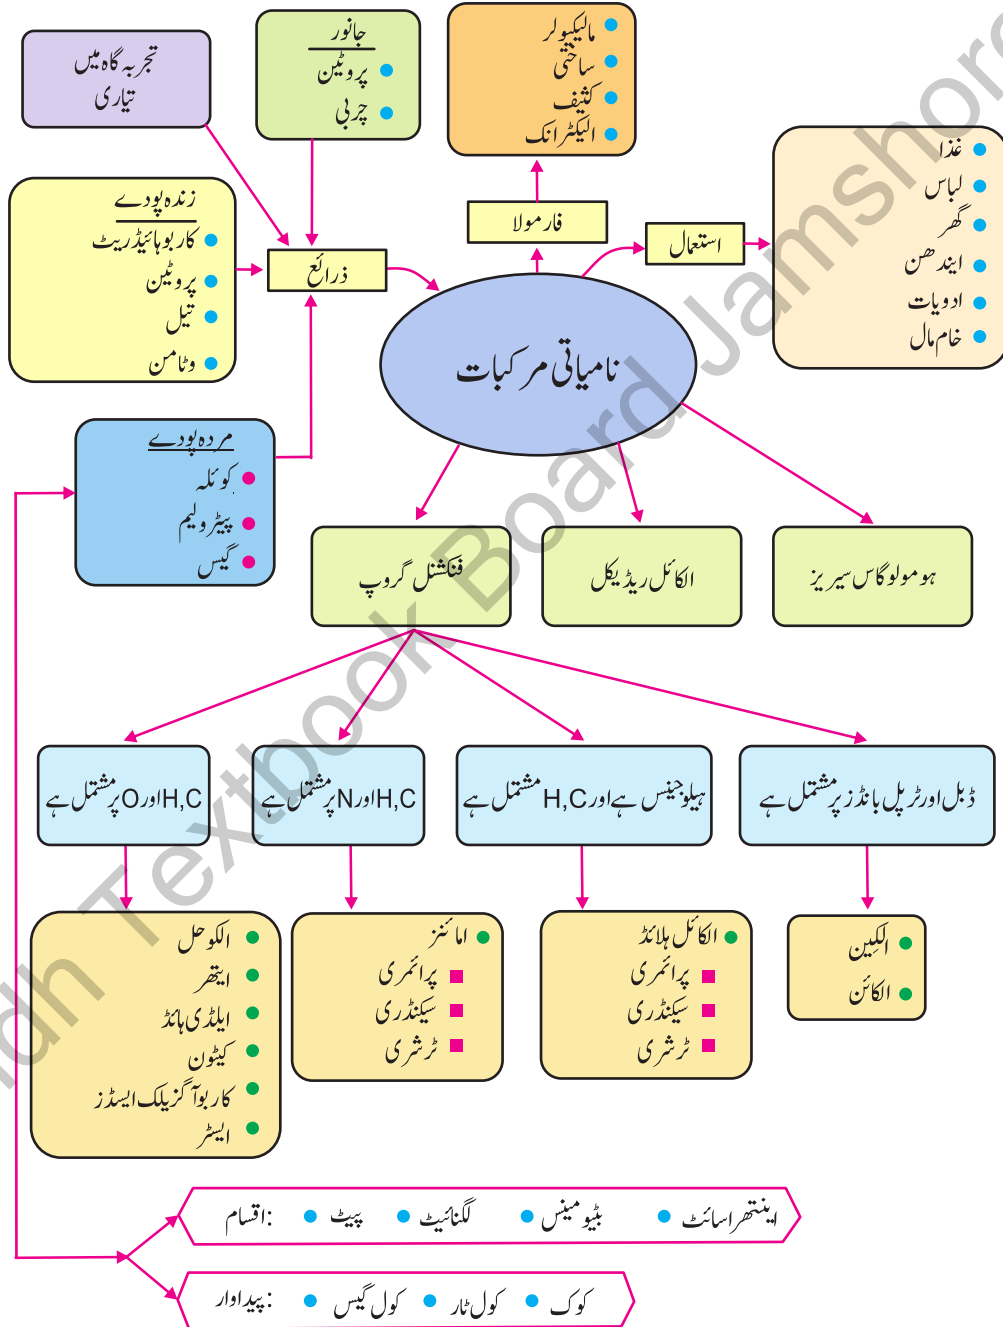 تجربہ گاہ میں
تیاری
جانور
پروٹین
چربی
مالیکیولر
ساختی
کثیف
الیکٹرانک
غذا
لباس
گھر
ایندھن
ادویات
خام مال
زندہ پودے
کاربوہائیڈریٹ
پروٹین
تیل
وٹامن
ذرائع
فارمولا
استعمال
نامیاتی مرکبات
مردہ پودے
کوئلہ
پیٹرولیم
گیس
فنکشنل گروپ
الکائل ریڈیکل
ہومولوگاس سیریز
H,C اور O پر مشتمل ہے
H,C اور N پر مشتمل ہے
ہیلوجینس ہے اور H,C مشتمل ہے
ڈبل اور ٹرپل بانڈز پر مشتمل ہے
الکوحل
ایتھر
ایلڈی ہائڈ
کیٹون
کاربوآگزیلک ایسڈز
ایسٹر
امائنز
پرائمری
سیکنڈری
ٹرشری
الکائل ہلائڈ
پرائمری
سیکنڈری
ٹرشری
الکِین
الکائن
اقسام: پیٹ لگنائیٹ بٹیومینس اینتھراسائٹ
پیداوار: کول گیس کول ٹار کوک
Sindh Textbook Board Jamshoro